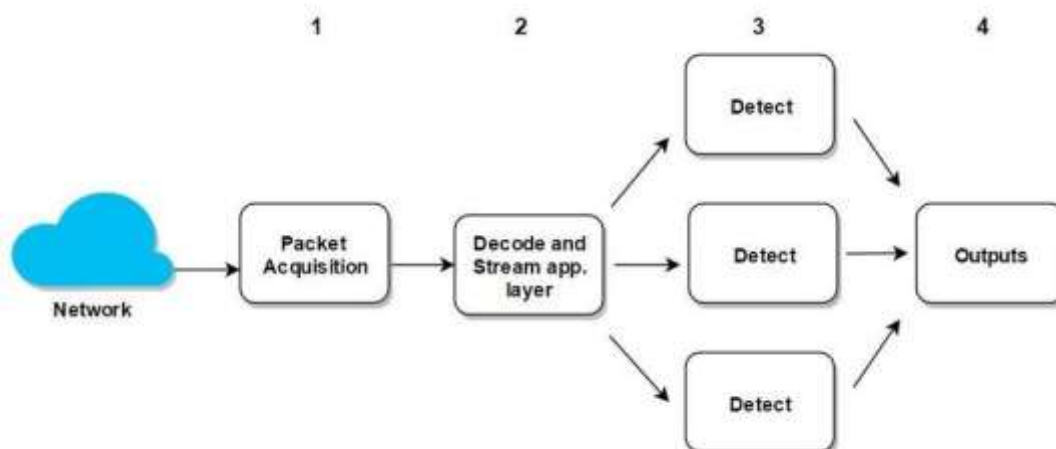 1
2
3
4
Network
Packet
Acquisition
Decode and
Stream app.
layer
Detect
Detect
Detect
Outputs